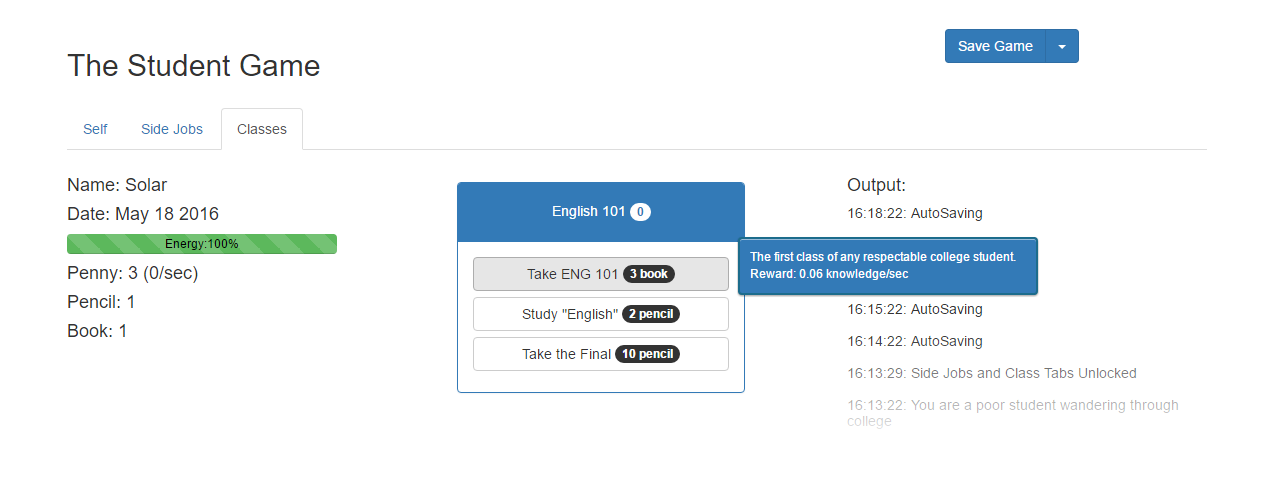 Save Game
The Student Game
Self
Side Jobs
Classes
Name: Solar
Date: May 18 2016
Energy:100%
Penny: 3 (0/sec)
Pencil: 1
Book: 1
English 101 0
Take ENG 101 3 book
Study "English" 2 pencil
Take the Final 10 pencil
The first class of any respectable college student.
Reward: 0.06 knowledge/sec
Output:
16:18:22: AutoSaving
16:15:22: AutoSaving
16:14:22: AutoSaving
16:13:29: Side Jobs and Class Tabs Unlocked
16:13:22: You are a poor student wandering through
college